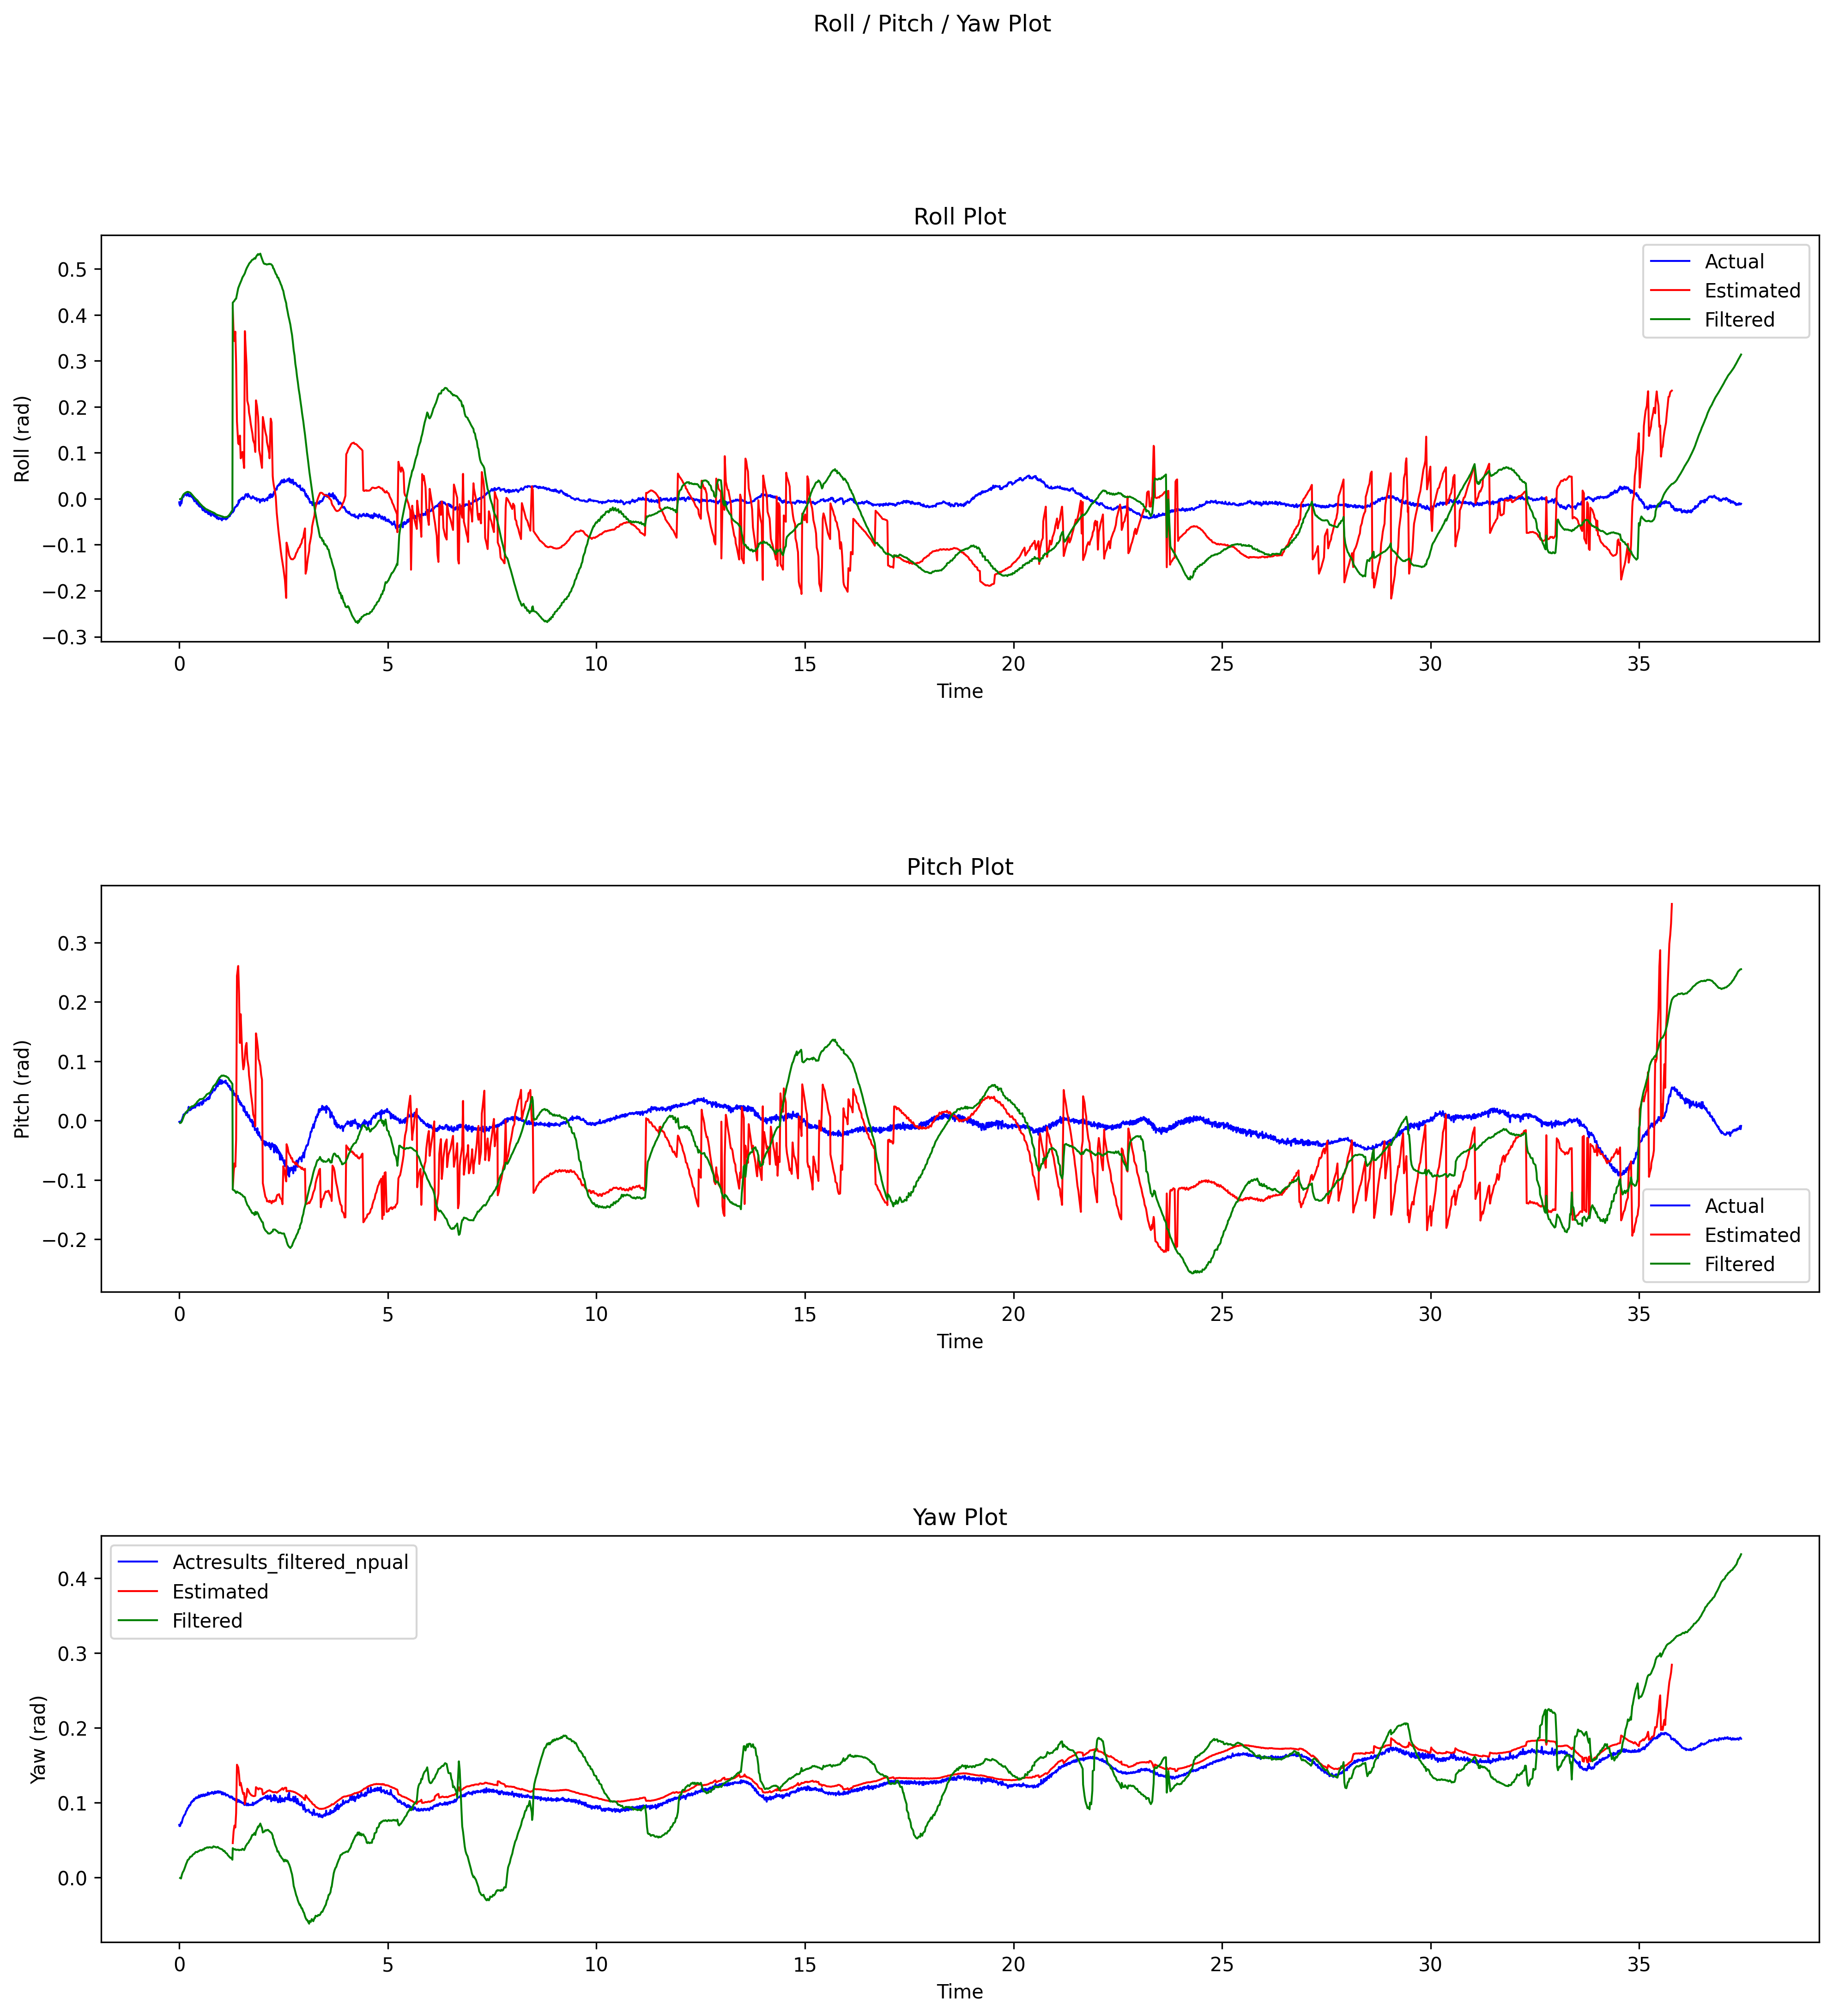 Roll / Pitch / Yaw Plot
Roll Plot
0.5
0.4
0.3
0.2
0.1
0.0
−0.1
−0.2
−0.3
Roll (rad)
Actual
Estimated
Filtered
0 5 10 15 20 25 30 35
Time
Pitch Plot
0.3
0.2
0.1
0.0
−0.1
−0.2
Pitch (rad)
Actual
Estimated
Filtered
0 5 10 15 20 25 30 35
Time
Yaw Plot
Actresults_filtered_npual
Estimated
Filtered
0.4
0.3
0.2
0.1
0.0
Yaw (rad)
0 5 10 15 20 25 30 35
Time